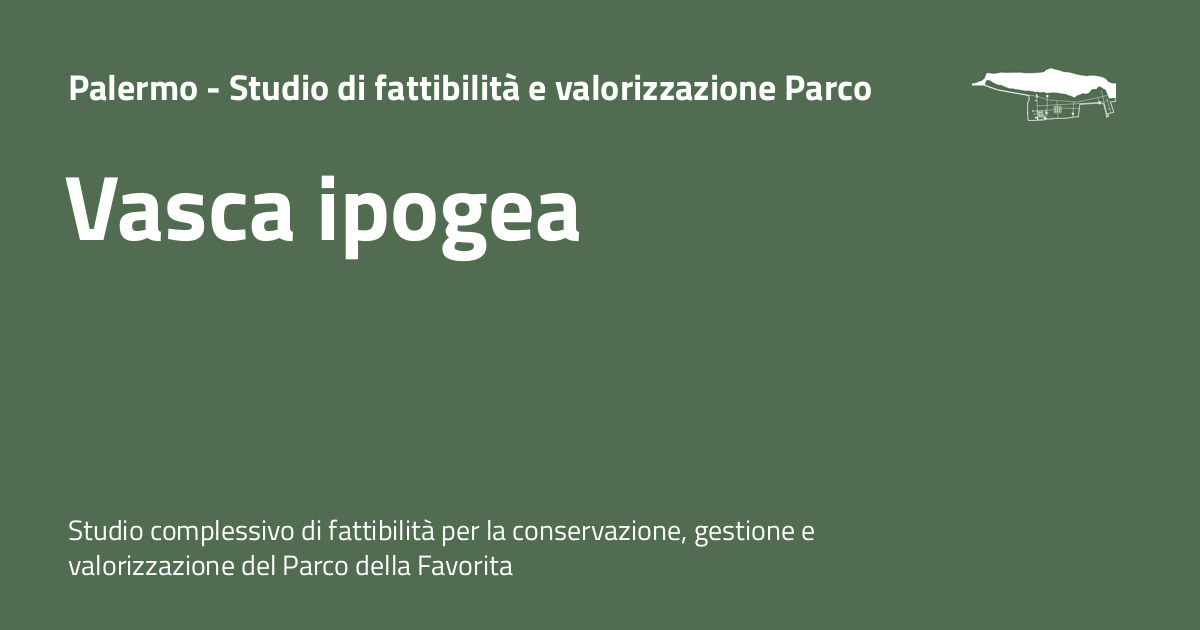 Palermo - Studio di fattibilità e valorizzazione Parco
Vasca ipogea
Studio complessivo di fattibilità per la conservazione, gestione e
valorizzazione del Parco della Favorita